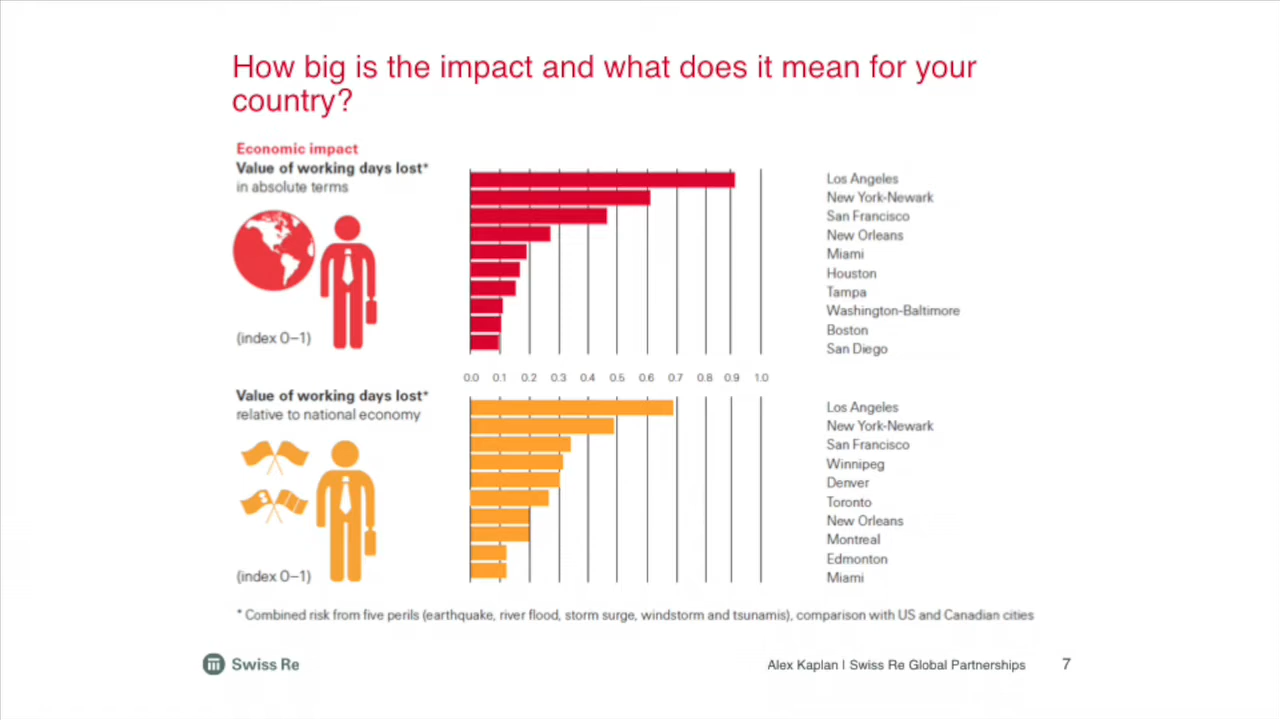 How big is the impact and what does it mean for your
country?
Economic impact
Value of working days lost*
in absolute terms
(index 0–1)
Los Angeles
New York-Newark
San Francisco
New Orleans
Miami
Houston
Tampa
Washington-Baltimore
Boston
San Diego
0.0 0.1 0.2 0.3 0.4 0.5 0.6 0.7 0.8 0.9 1.0
Value of working days lost*
relative to national economy
(index 0–1)
Los Angeles
New York-Newark
San Francisco
Winnipeg
Denver
Toronto
New Orleans
Montreal
Edmonton
Miami
* Combined risk from five perils (earthquake, river flood, storm surge, windstorm and tsunamis), comparison with US and Canadian cities
Swiss Re
Alex Kaplan | Swiss Re Global Partnerships 7